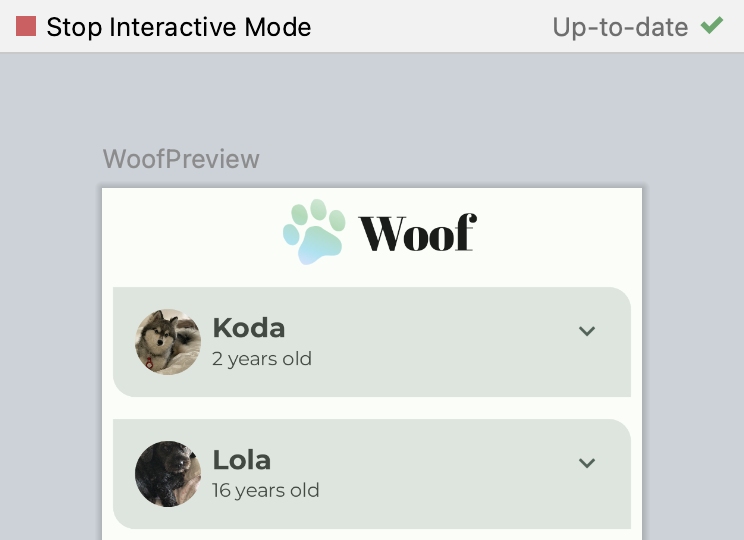 Stop Interactive Mode
Up-to-date
WoofPreview
Woof
Koda
2 years old
Lola
16 years old